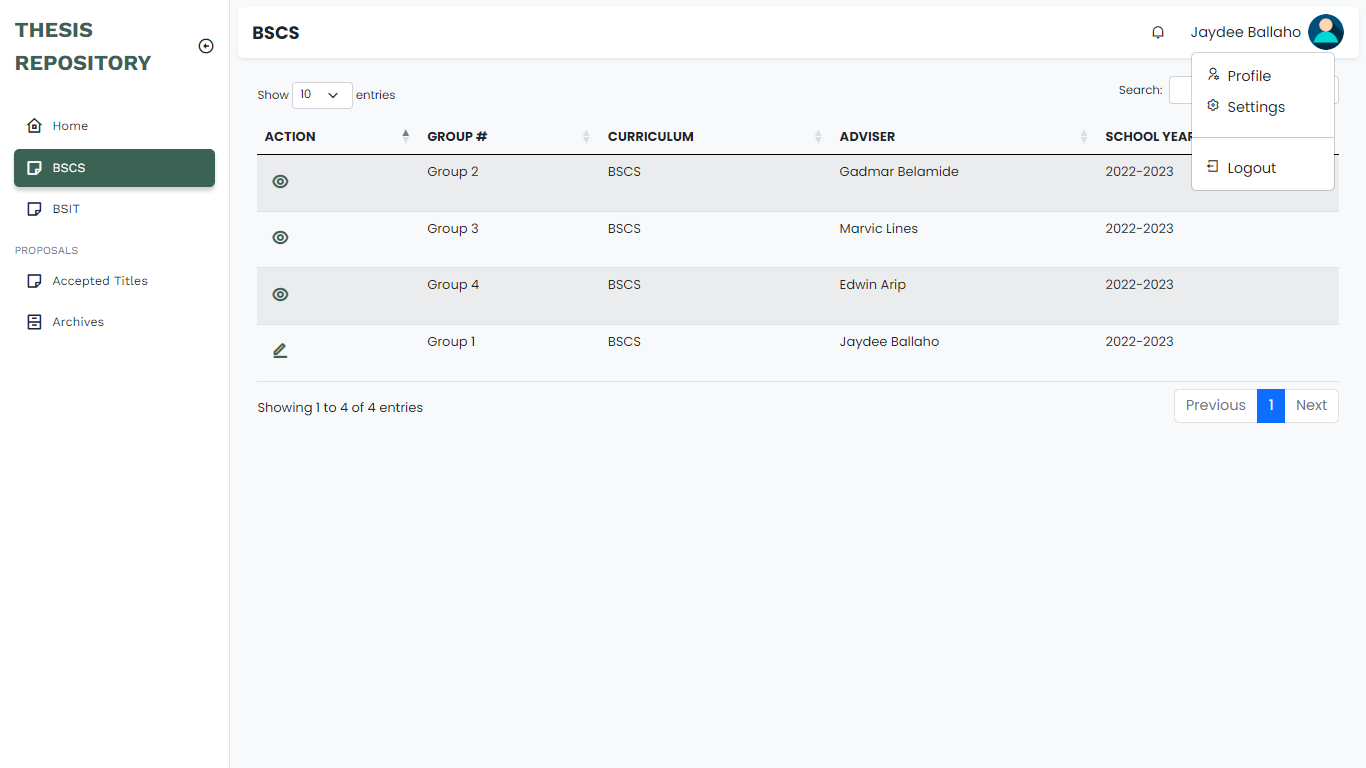 THESIS
REPOSITORY
Home
BSCS
BSIT
PROPOSALS
Accepted Titles
Archives
BSCS
Jaydee Ballaho
Profile
Settings
Logout
Show 10 entries
Search:
ACTION GROUP # CURRICULUM ADVISER SCHOOL YEAR
Group 2 BSCS Gadmar Belamide 2022-2023
Group 3 BSCS Marvic Lines 2022-2023
Group 4 BSCS Edwin Arip 2022-2023
Group 1 BSCS Jaydee Ballaho 2022-2023
Showing 1 to 4 of 4 entries
Previous 1 Next